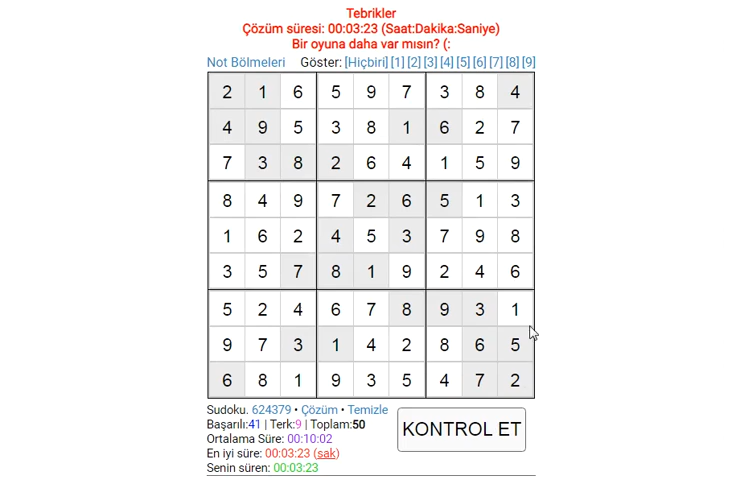 Tebrikler
Çözüm süresi: 00:03:23 (Saat:Dakika:Saniye)
Bir oyuna daha var mısın? (:
Not Bölmeleri Göster: [Hiçbiri] [1] [2] [3] [4] [5] [6] [7] [8] [9]
2 1 6 5 9 7 3 8 4
4 9 5 3 8 1 6 2 7
7 3 8 2 6 4 1 5 9
8 4 9 7 2 6 5 1 3
1 6 2 4 5 3 7 9 8
3 5 7 8 1 9 2 4 6
5 2 4 6 7 8 9 3 1
9 7 3 1 4 2 8 6 5
6 8 1 9 3 5 4 7 2
Sudoku. 624379 • Çözüm • Temizle
Başarılı:41 | Terk:9 | Toplam:50
Ortalama Süre: 00:10:02
En iyi süre: 00:03:23 (sak)
Senin süren: 00:03:23
KONTROL ET